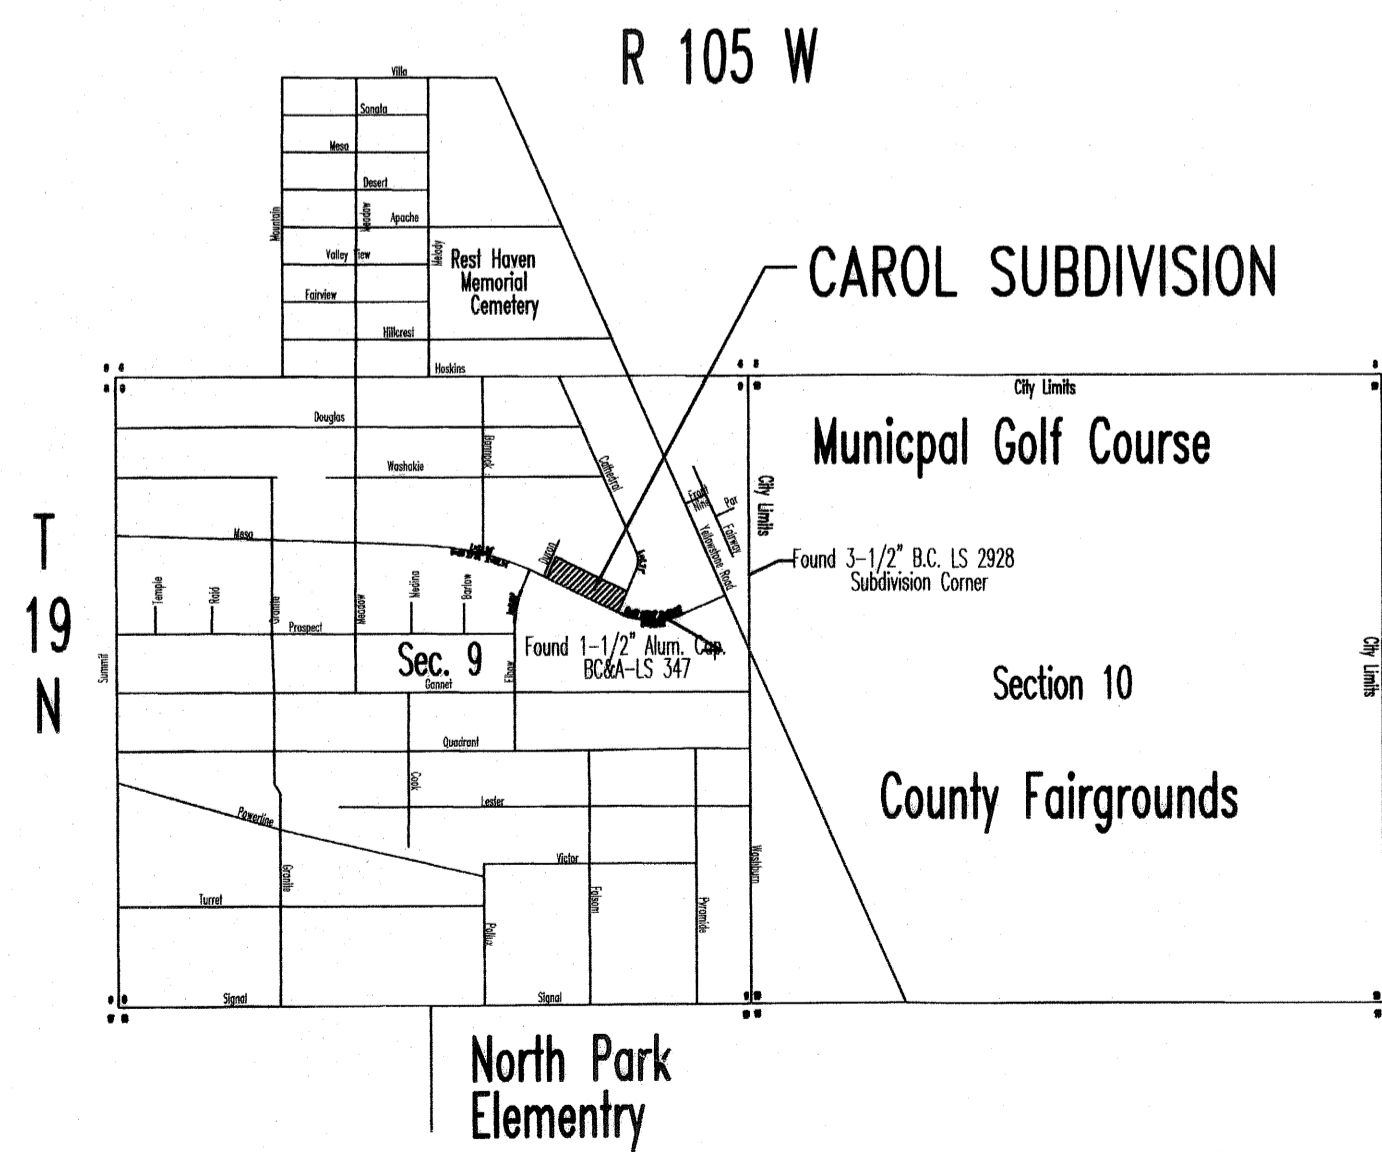 R 105 W
Villa
Sonata
Mesa
Desert
Mountain
Meadow
Apache
Valley View
Melody
Rest Haven
Memorial
Cemetery
Fairview
Hillcrest
CAROL SUBDIVISION
Hoskins
City Limits
Douglas
Bannock
Washakie
Cathedral
Municpal Golf Course
City Limits
Front
Nine
Par
Fairway
Yellowstone Road
T
19
N
Mesa
Duran
Found 3-1/2" B.C. LS 2928
Subdivision Corner
Temple
Raid
Granite
Meadow
Medina
Barlow
Prospect
Summit
Sec. 9
Gannet
Elbow
Found 1-1/2" Alum. Cap.
BC&A-LS 347
Section 10
City Limits
Quadrant
Cook
Lester
Powerline
County Fairgrounds
Victor
Washburn
Granite
Turret
Pollux
Folsom
Pyramide
Signal
Signal
North Park
Elementry